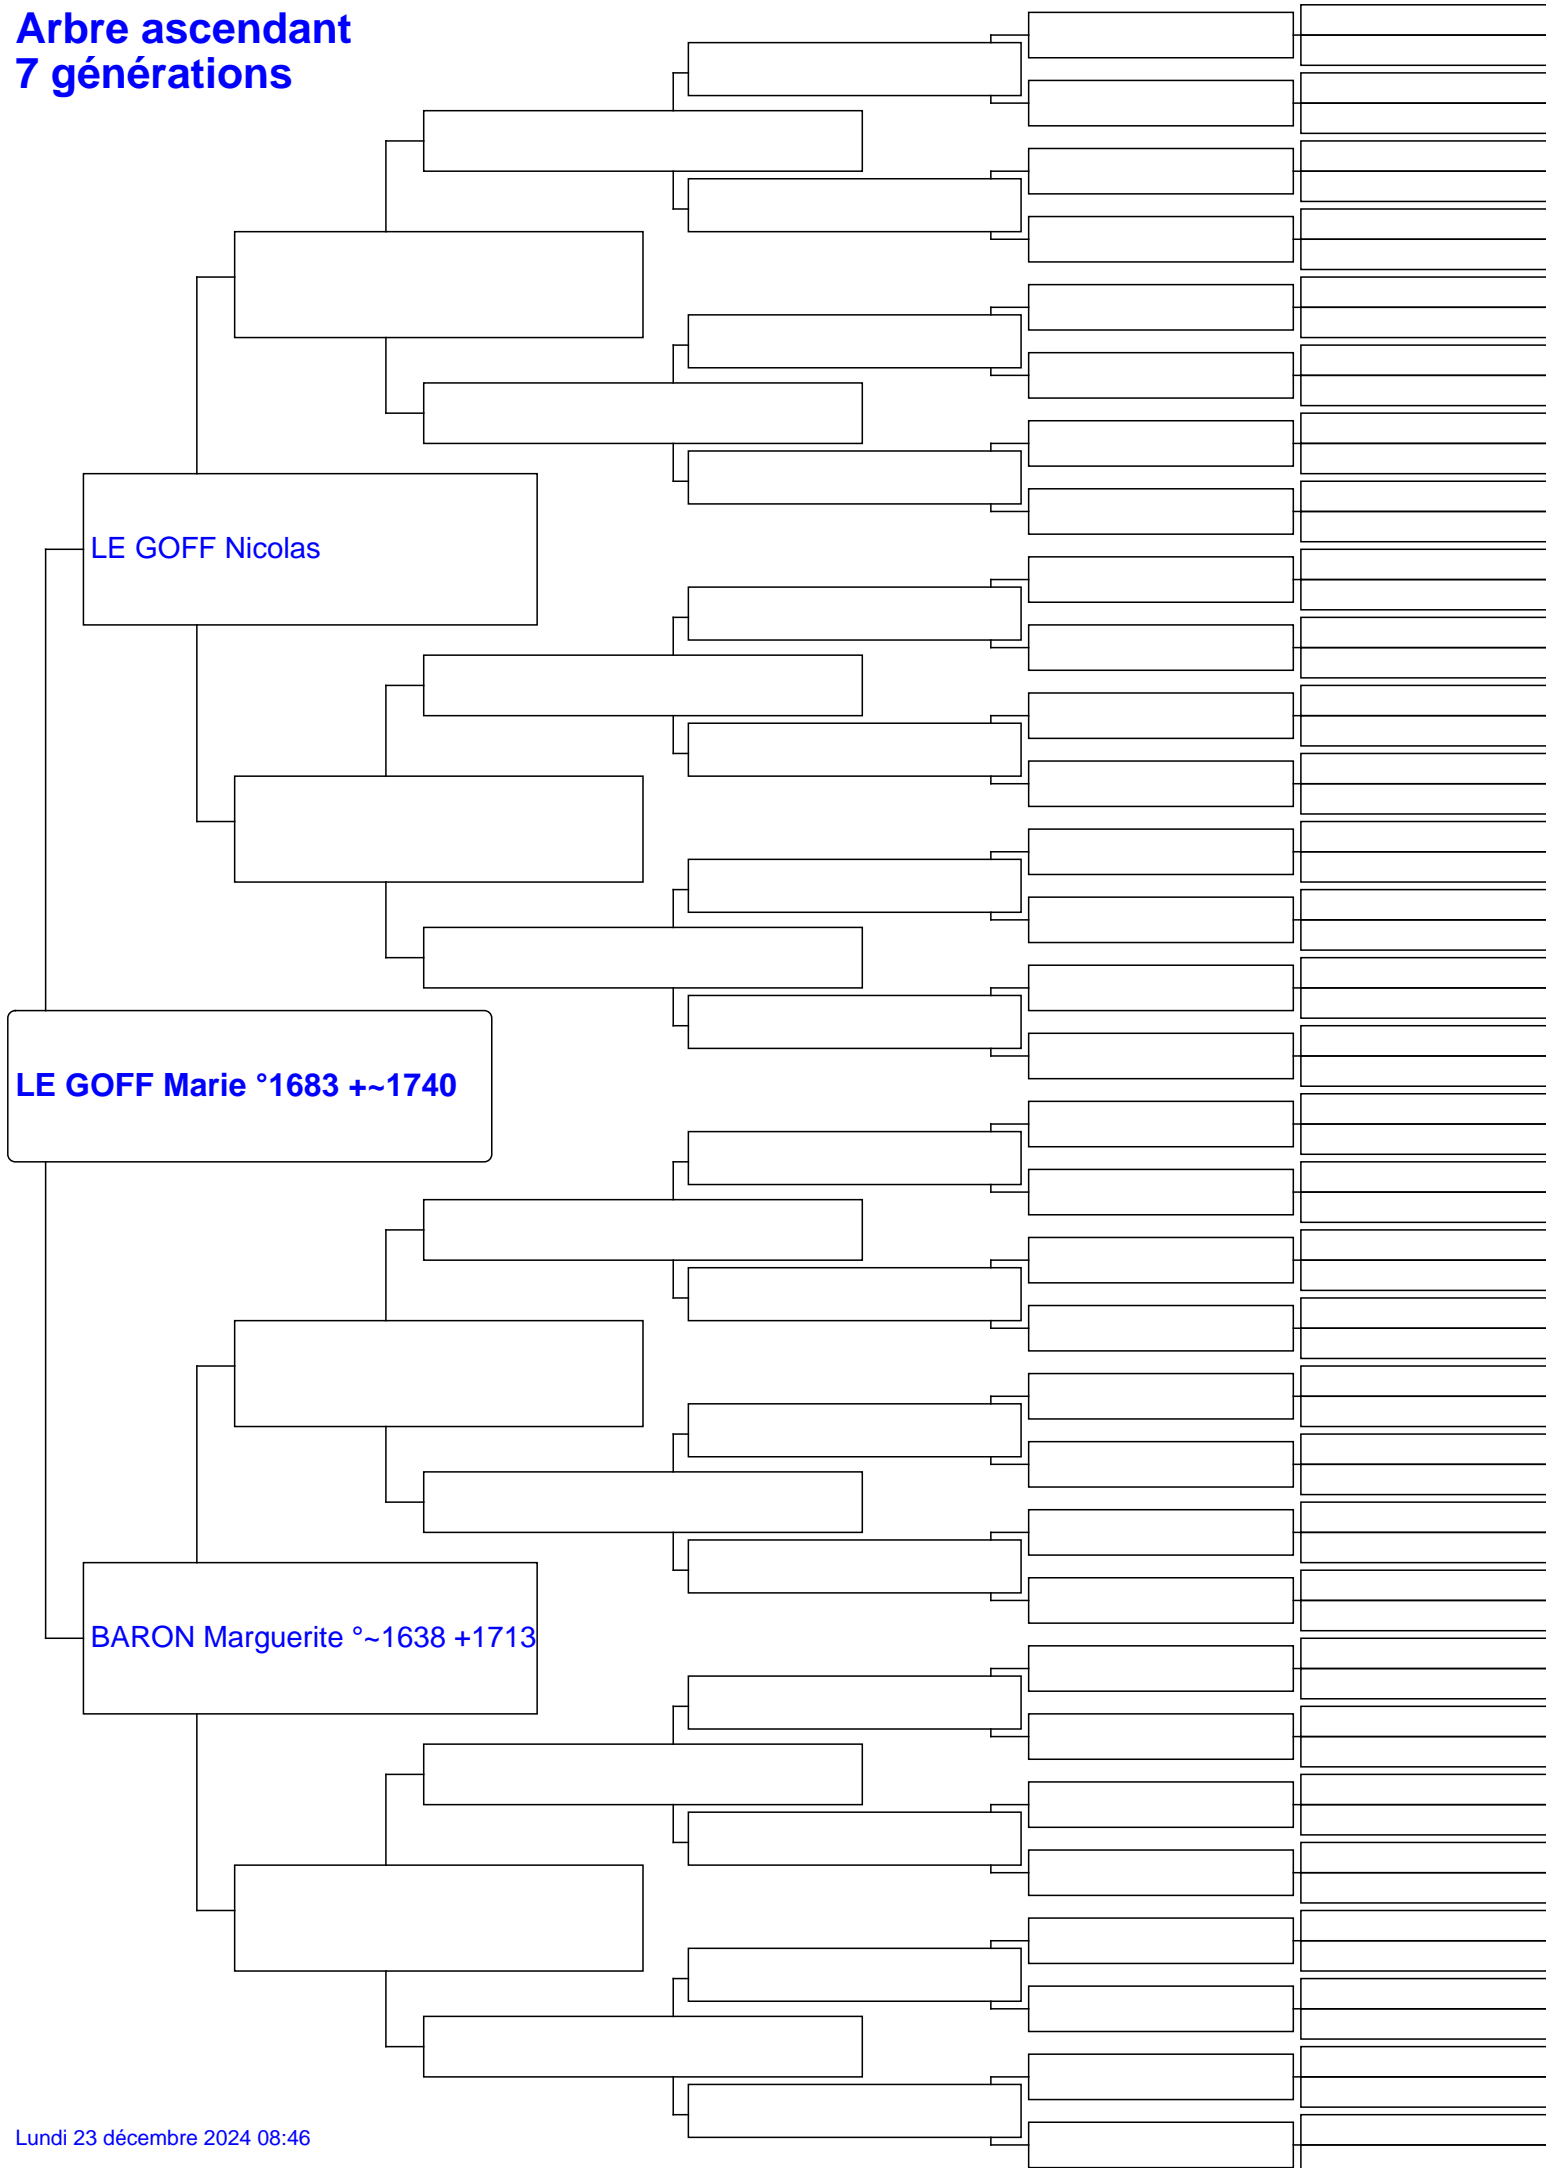 Arbre ascendant
7 générations
LE GOFF Nicolas
LE GOFF Marie °1683 +~1740
BARON Marguerite °~1638 +1713
Lundi 23 décembre 2024 08:46